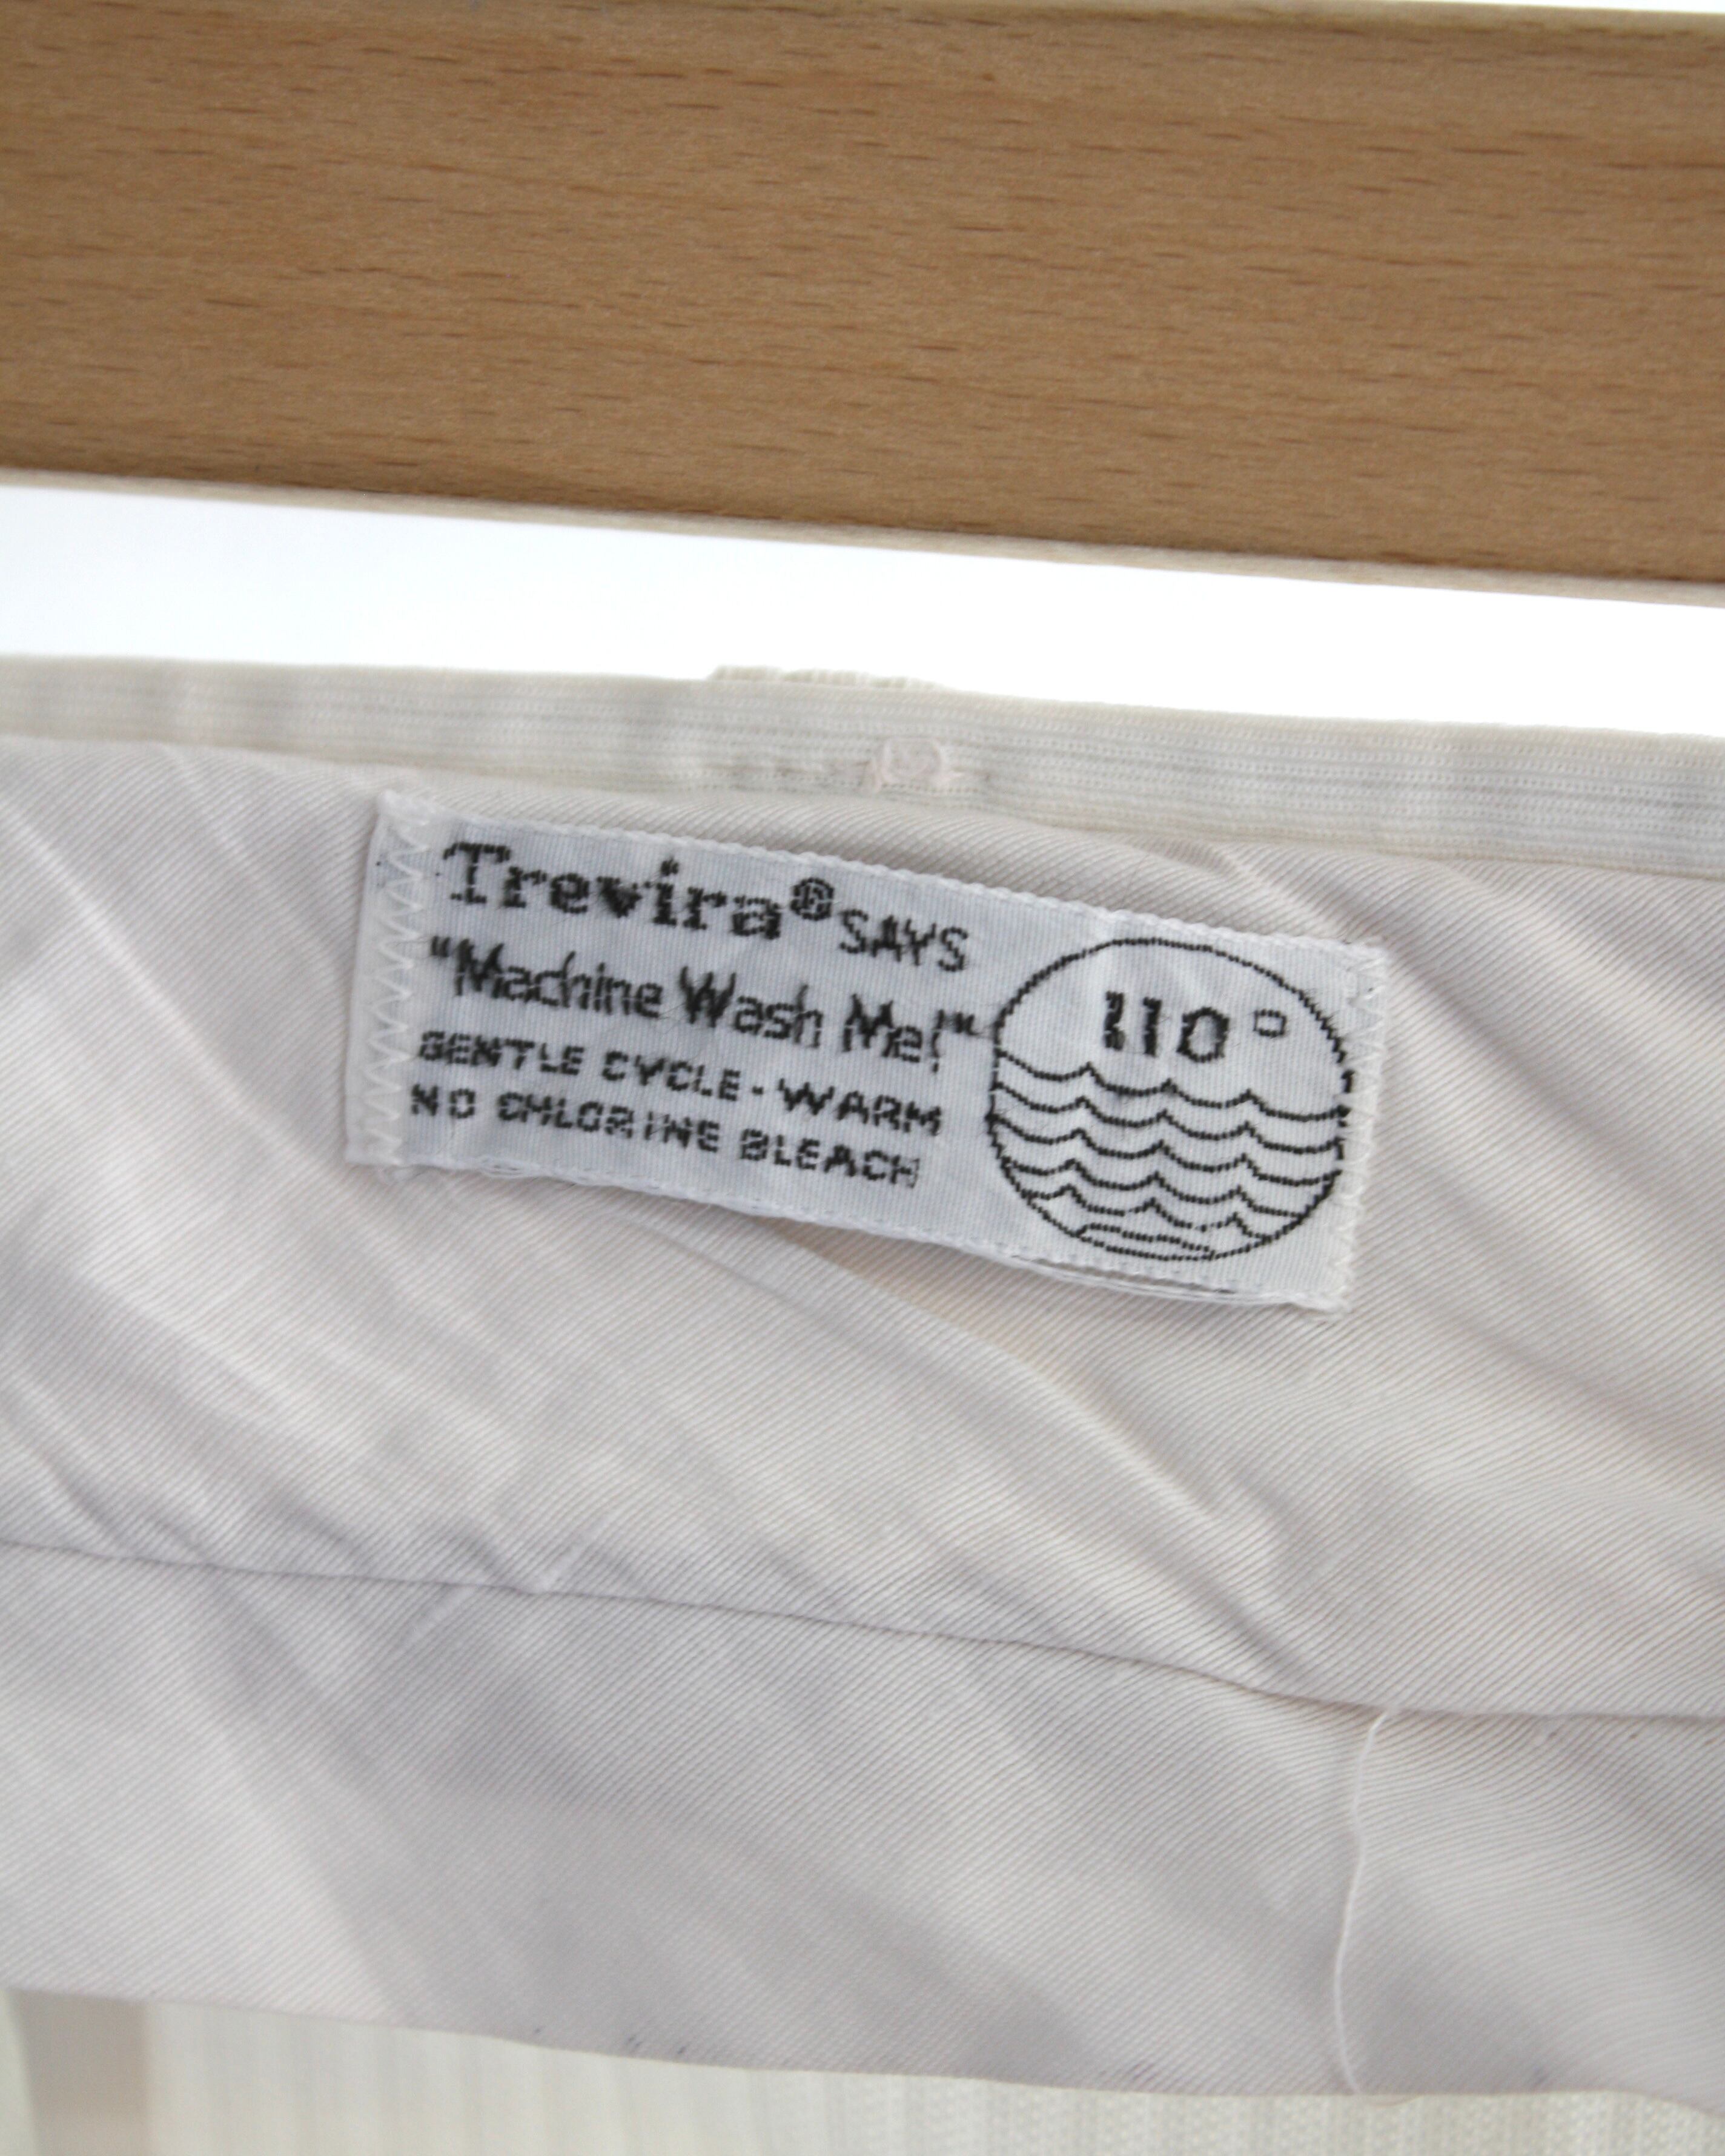 Trevira® SAYS
"Machine Wash Me!"
GENTLE CYCLE - WARM
NO CHLORINE BLEACH
110°